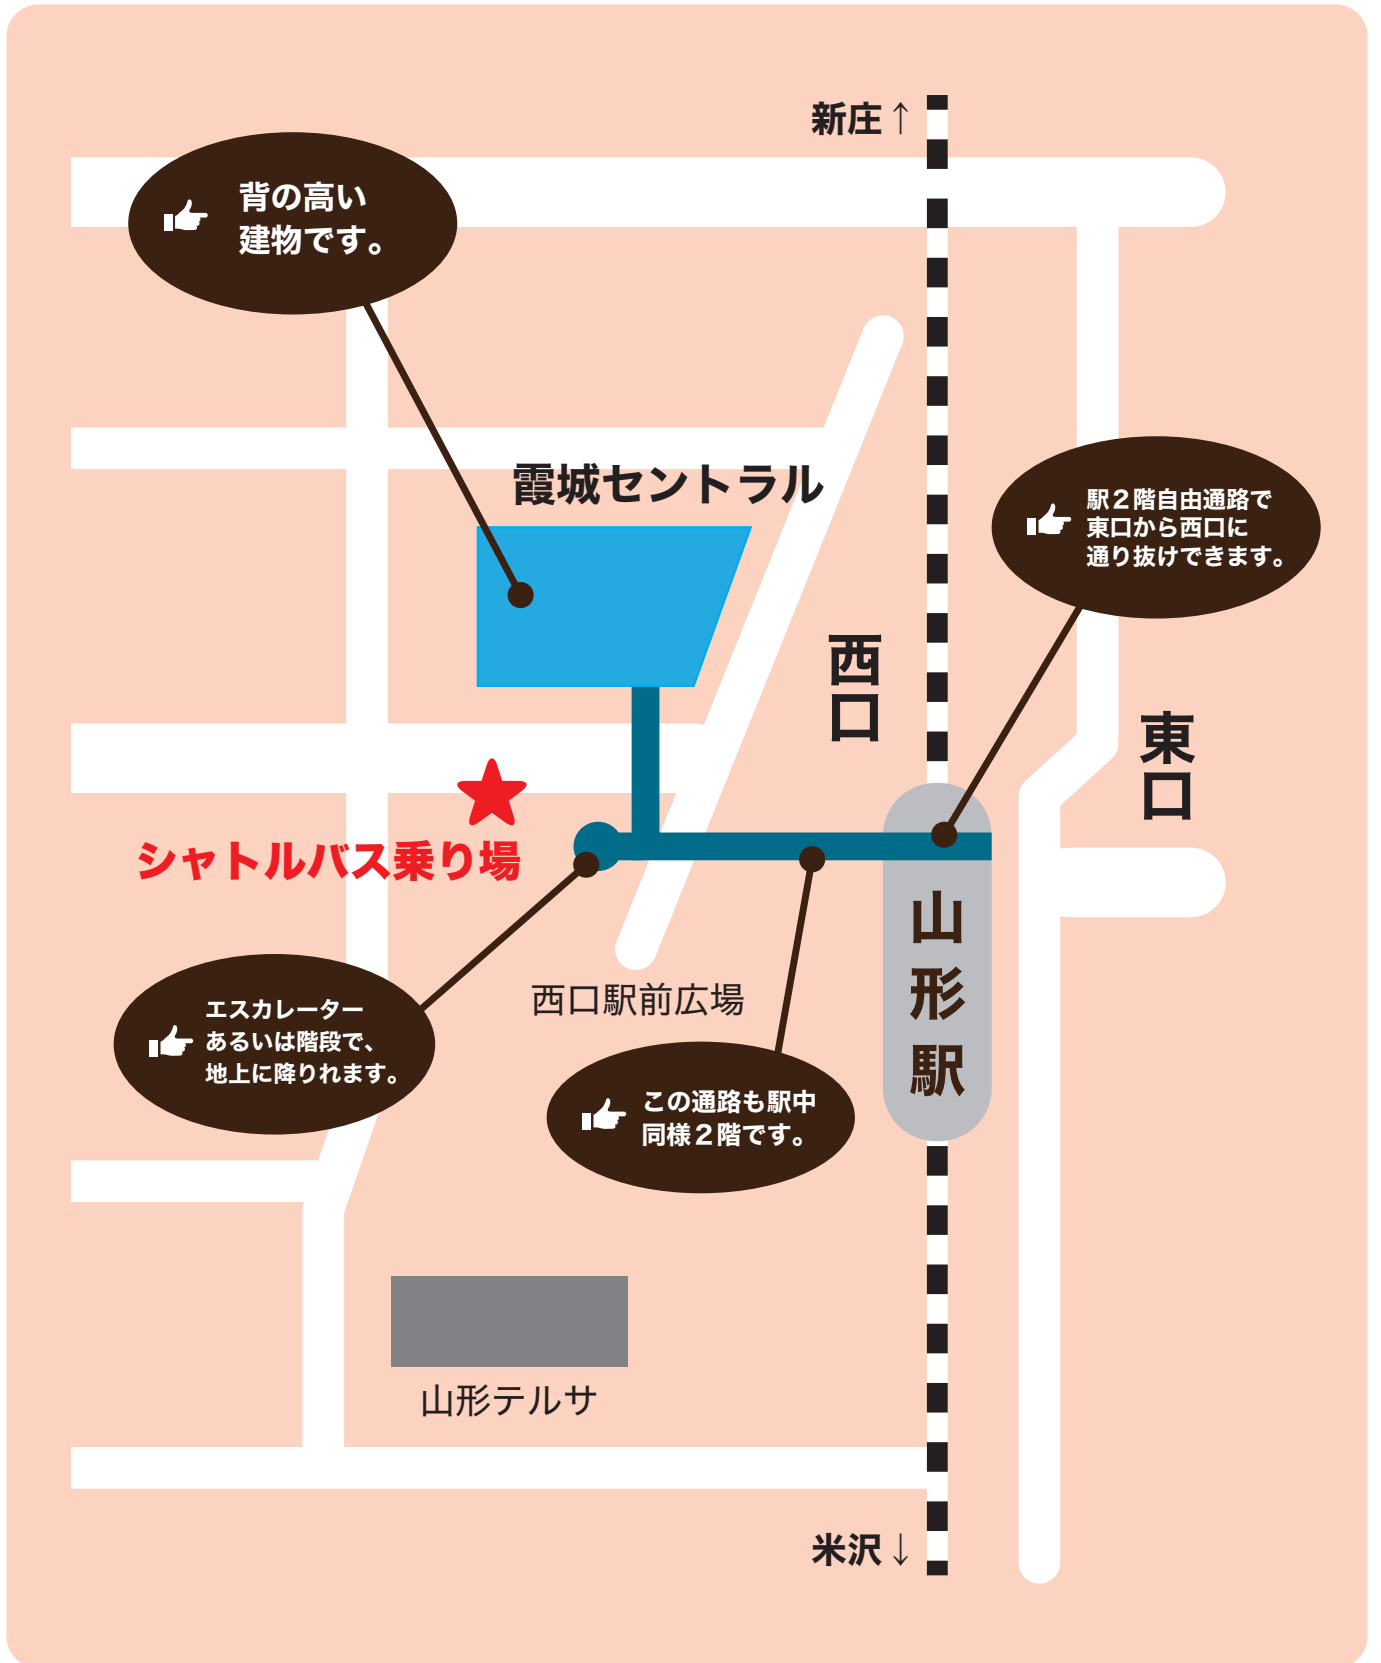 新庄↑
背の高い
建物です。
霞城セントラル
駅２階自由通路で
東口から西口に
通り抜けできます。
西口
東口
シャトルバス乗り場
山形駅
西口駅前広場
エスカレーター
あるいは階段で、
地上に降りれます。
この通路も駅中
同様２階です。
山形テルサ
米沢↓